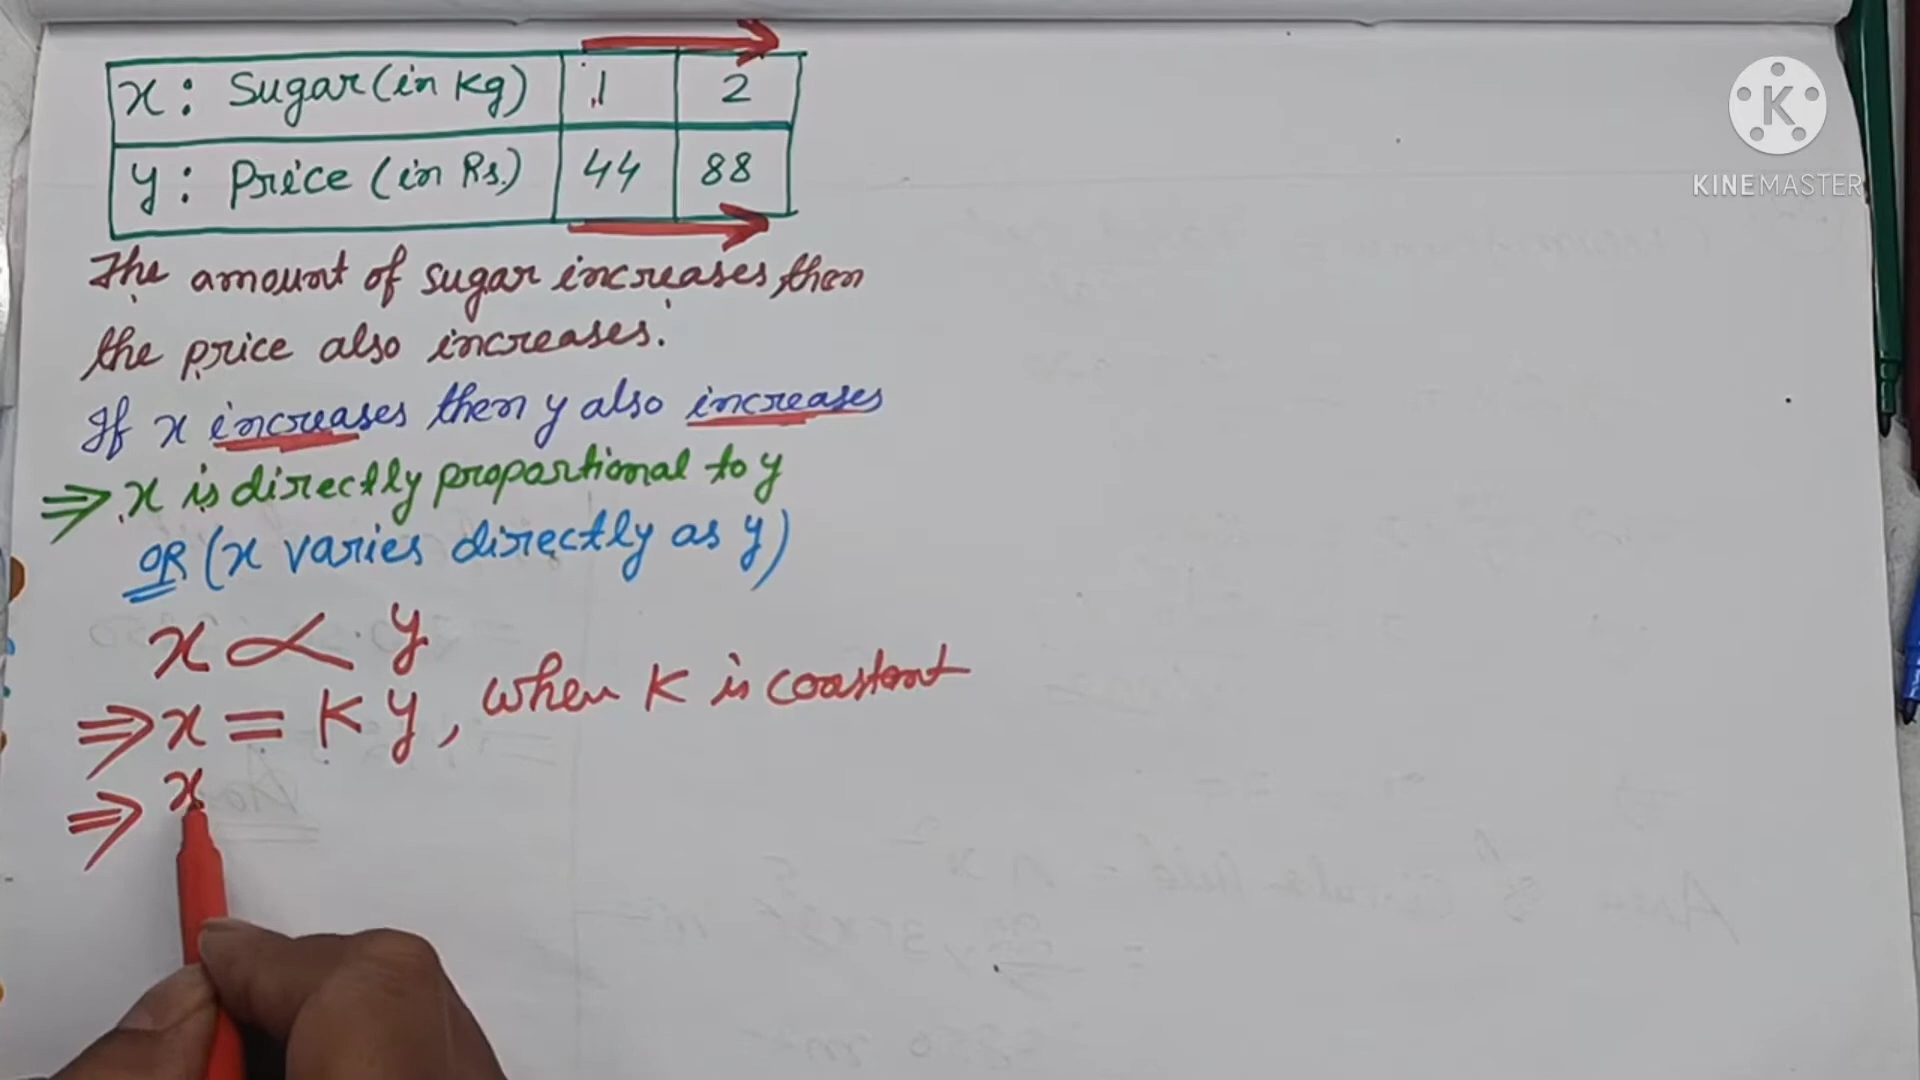 x : Sugar (in Kg) 1 2
y : Price (in Rs.) 44 88
The amount of sugar increases then
the price also increases.
If x increases then y also increases
⇒ x is directly proportional to y
OR (x varies directly as y)
x ∝ y
⇒ x = K y , when K is constant
⇒ x
K
KINEMASTER